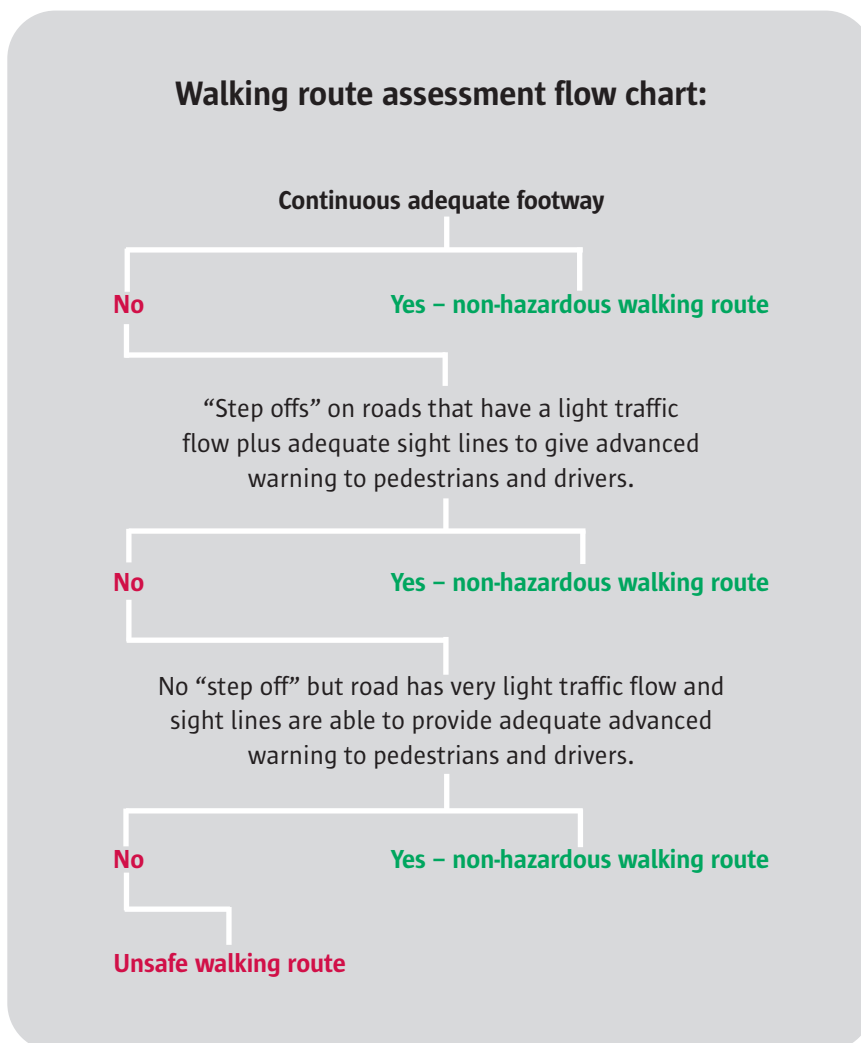 Walking route assessment flow chart:
Continuous adequate footway
No
Yes – non-hazardous walking route
“Step offs” on roads that have a light traffic
flow plus adequate sight lines to give advanced
warning to pedestrians and drivers.
No
Yes – non-hazardous walking route
No “step off” but road has very light traffic flow and
sight lines are able to provide adequate advanced
warning to pedestrians and drivers.
No
Yes – non-hazardous walking route
Unsafe walking route